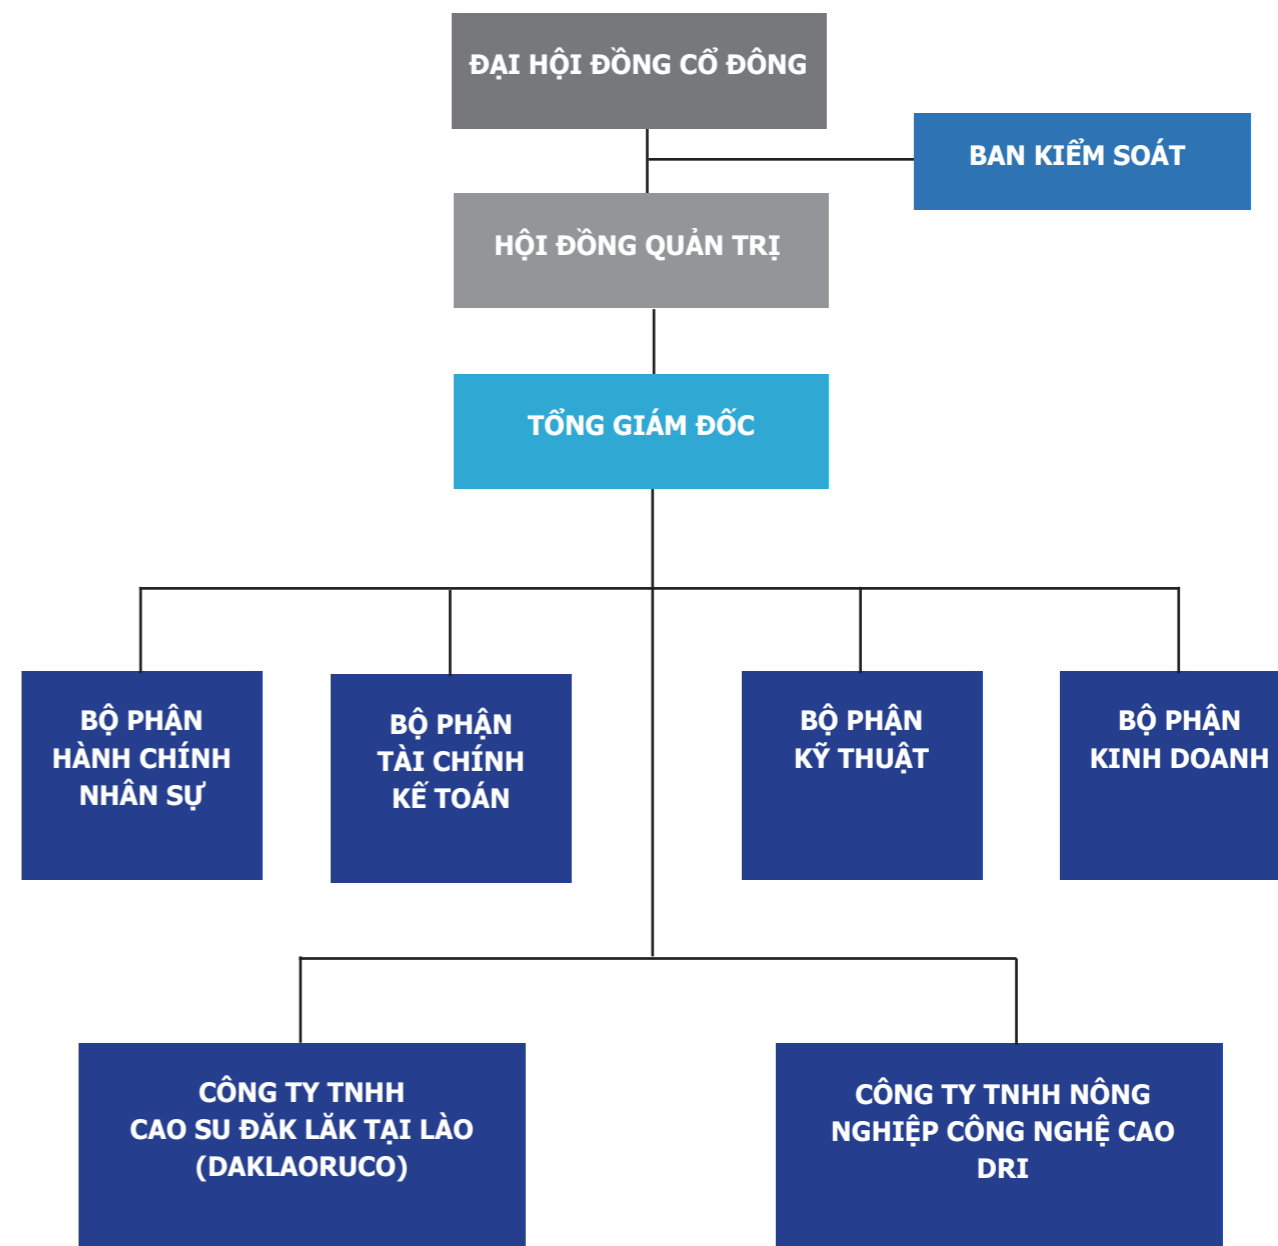 ĐẠI HỘI ĐỒNG CỔ ĐÔNG
BAN KIỂM SOÁT
HỘI ĐỒNG QUẢN TRỊ
TỔNG GIÁM ĐỐC
BỘ PHẬN
HÀNH CHÍNH
NHÂN SỰ
BỘ PHẬN
TÀI CHÍNH
KẾ TOÁN
BỘ PHẬN
KỸ THUẬT
BỘ PHẬN
KINH DOANH
CÔNG TY TNHH
CAO SU ĐĂK LĂK TẠI LÀO
(DAKLAORUCO)
CÔNG TY TNHH NÔNG
NGHIỆP CÔNG NGHỆ CAO
DRI